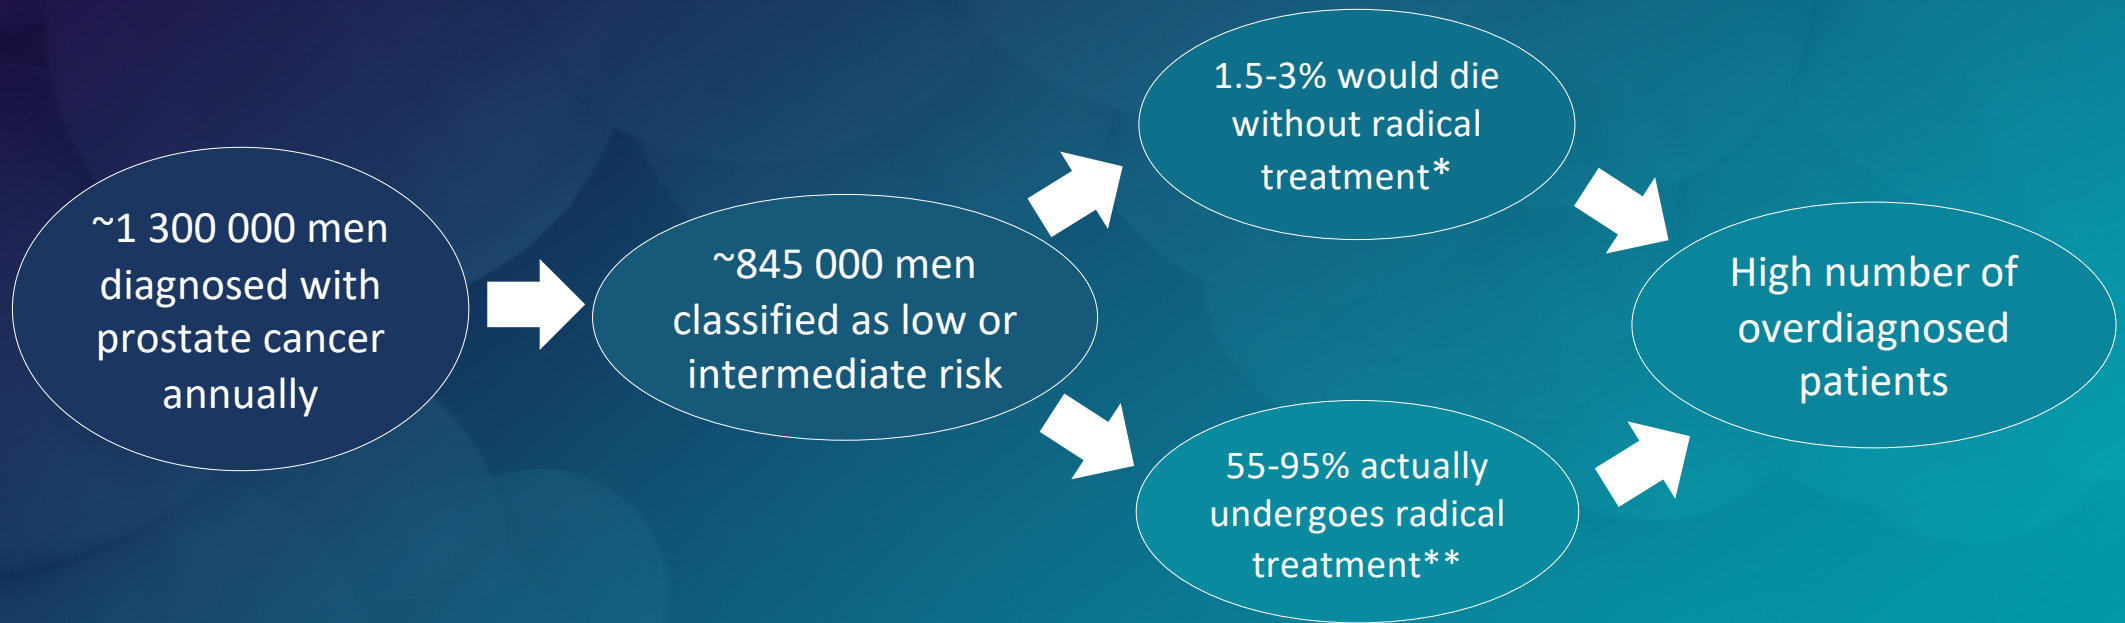 ~1 300 000 men
diagnosed with
prostate cancer
annually
~845 000 men
classified as low or
intermediate risk
1.5-3% would die
without radical
treatment*
55-95% actually
undergoes radical
treatment**
High number of
overdiagnosed
patients